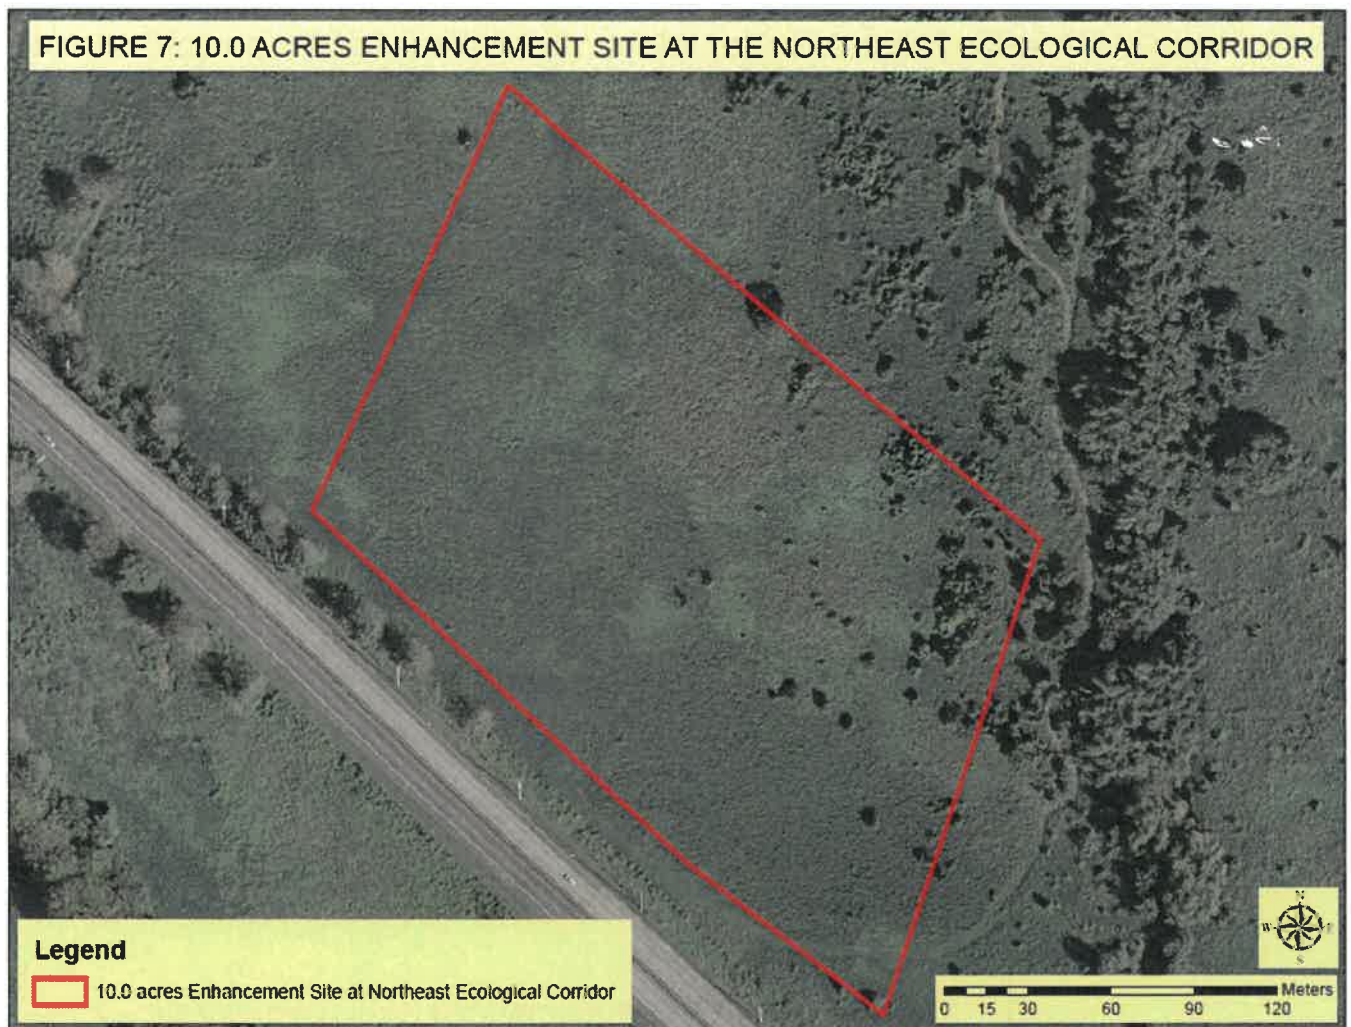 FIGURE 7: 10.0 ACRES ENHANCEMENT SITE AT THE NORTHEAST ECOLOGICAL CORRIDOR
N
W E
S
Legend
10.0 acres Enhancement Site at Northeast Ecological Corridor
Meters
0 15 30 60 90 120